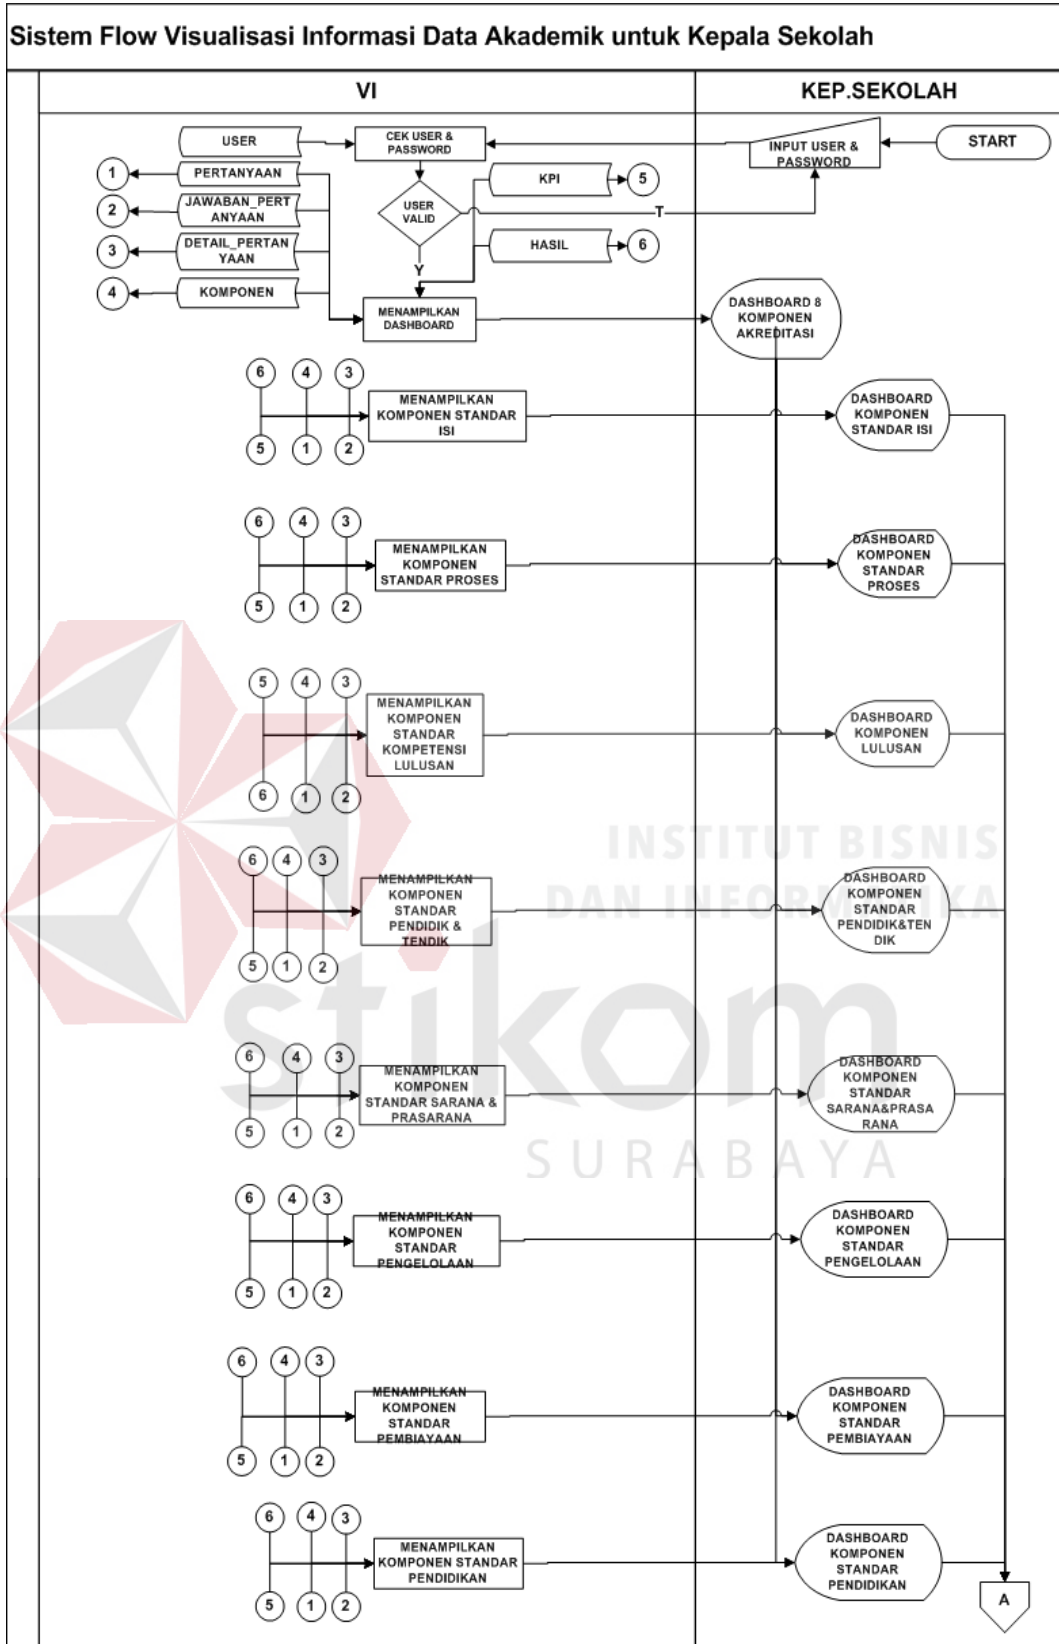 Sistem Flow Visualisasi Informasi Data Akademik untuk Kepala Sekolah
VI
KEP.SEKOLAH
USER
CEK USER &
PASSWORD
INPUT USER &
PASSWORD
START
1
PERTANYAAN
KPI
5
2
JAWABAN_PERT
ANYAAN
USER
VALID
T
3
DETAIL_PERTAN
YAAN
HASIL
6
Y
4
KOMPONEN
MENAMPILKAN
DASHBOARD
DASHBOARD 8
KOMPONEN
AKREDITASI
6
4
3
MENAMPILKAN
KOMPONEN STANDAR
ISI
5
1
2
DASHBOARD
KOMPONEN
STANDAR ISI
6
4
3
MENAMPILKAN
KOMPONEN
STANDAR PROSES
5
1
2
DASHBOARD
KOMPONEN
STANDAR
PROSES
5
4
3
MENAMPILKAN
KOMPONEN
STANDAR
KOMPETENSI
LULUSAN
6
1
2
DASHBOARD
KOMPONEN
LULUSAN
INSTITUT BISNIS
DAN INFORMATIKA
6
4
3
MENAMPILKAN
KOMPONEN
STANDAR
PENDIDIK &
TENDIK
5
1
2
DASHBOARD
KOMPONEN
STANDAR
PENDIDIK&TEN
DIK
stikom
SURABAYA
6
4
3
MENAMPILKAN
KOMPONEN
STANDAR SARANA &
PRASARANA
5
1
2
DASHBOARD
KOMPONEN
STANDAR
SARANA&PRASA
RANA
6
4
3
MENAMPILKAN
KOMPONEN
STANDAR
PENGELOLAAN
5
1
2
DASHBOARD
KOMPONEN
STANDAR
PENGELOLAAN
6
4
3
MENAMPILKAN
KOMPONEN
STANDAR
PEMBIAYAAN
5
1
2
DASHBOARD
KOMPONEN
STANDAR
PEMBIAYAAN
6
4
3
MENAMPILKAN
KOMPONEN STANDAR
PENDIDIKAN
5
1
2
DASHBOARD
KOMPONEN
STANDAR
PENDIDIKAN
A